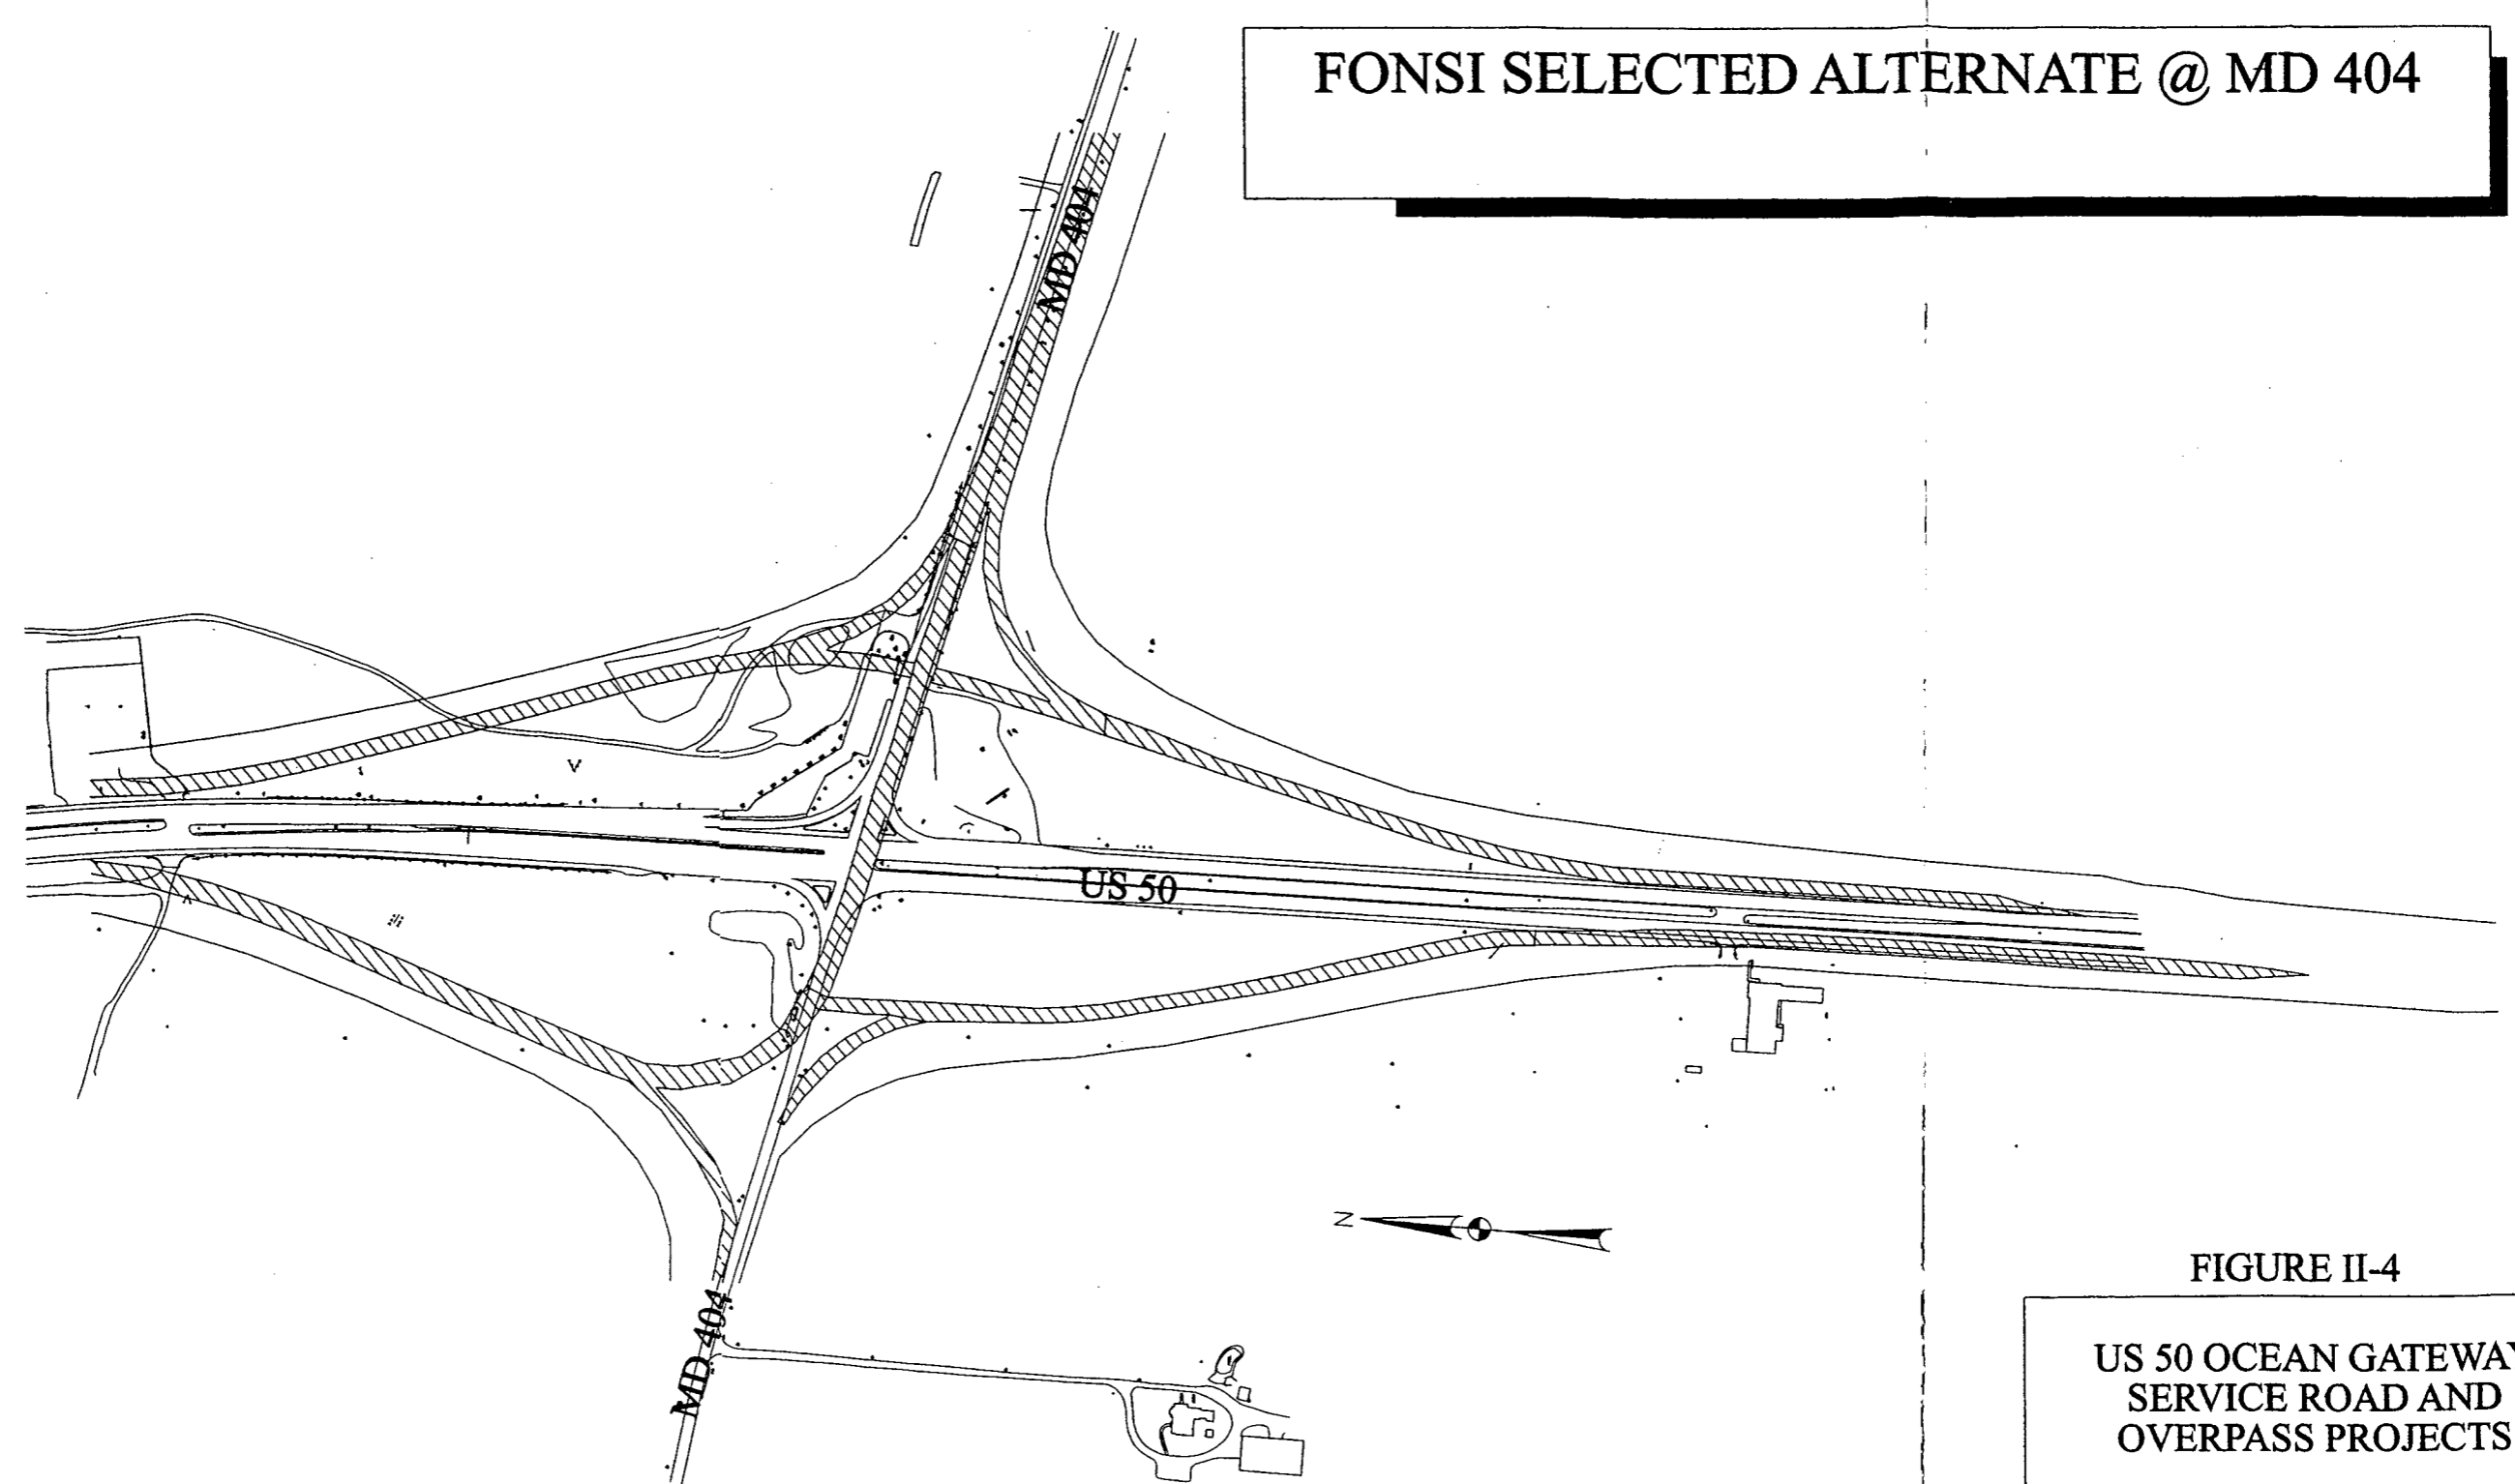 FONSI SELECTED ALTERNATE @ MD 404
MD 404
US 50
N
MD 404
FIGURE II-4
US 50 OCEAN GATEWAY
SERVICE ROAD AND
OVERPASS PROJECTS